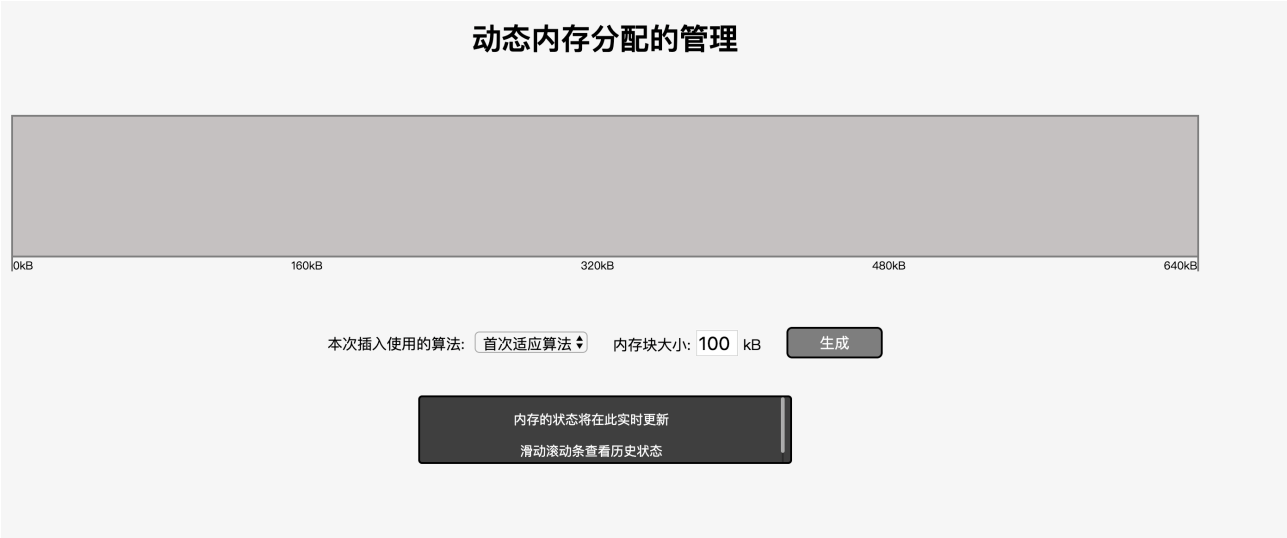 动态内存分配的管理
0kB 160kB 320kB 480kB 640kB
本次插入使用的算法: 首次适应算法 内存块大小: 100 kB 生成
内存的状态将在此实时更新
滑动滚动条查看历史状态